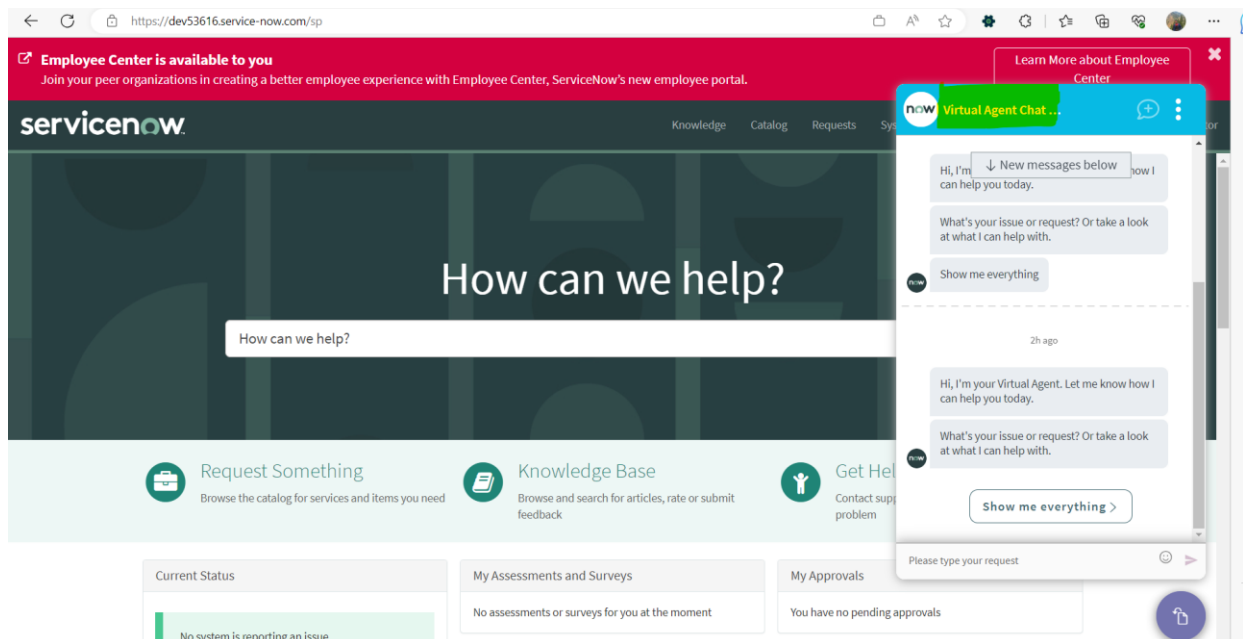 https://dev53616.service-now.com/sp
Employee Center is available to you
Join your peer organizations in creating a better employee experience with Employee Center, ServiceNow's new employee portal.
Learn More about Employee
Center
servicenow
Knowledge Catalog Requests Sys
or
now Virtual Agent Chat ...
↓ New messages below
Hi, I'm now I
can help you today.
What's your issue or request? Or take a look
at what I can help with.
now Show me everything
2h ago
Hi, I'm your Virtual Agent. Let me know how I
can help you today.
What's your issue or request? Or take a look
at what I can help with.
now
Show me everything >
Please type your request
How can we help?
How can we help?
Request Something
Browse the catalog for services and items you need
Knowledge Base
Browse and search for articles, rate or submit
feedback
Get Hel
Contact supp
problem
Current Status
No system is reporting an issue
My Assessments and Surveys
No assessments or surveys for you at the moment
My Approvals
You have no pending approvals